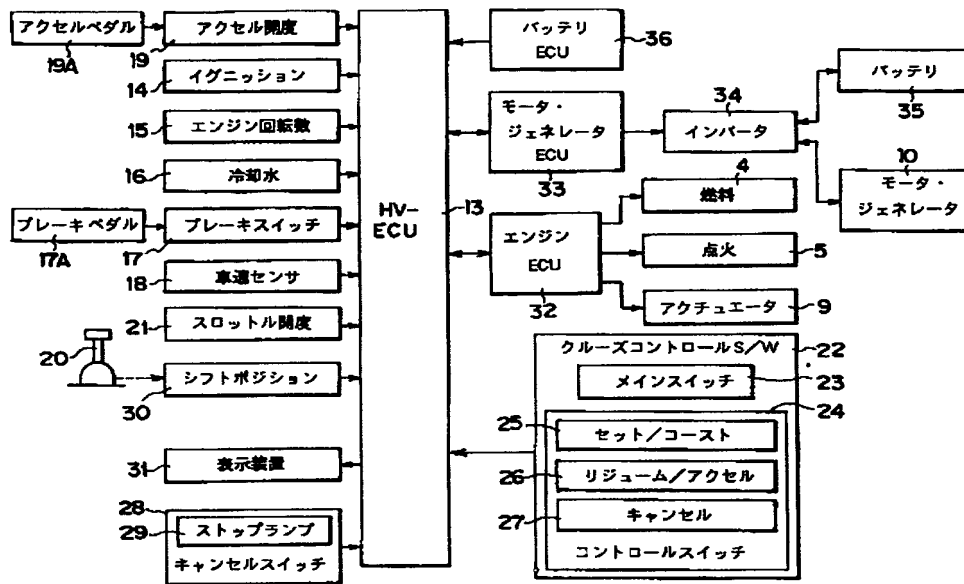 アクセルペダル
19A
アクセル開度
19
イグニッション
14
エンジン回転数
15
冷却水
16
ブレーキペダル
17A
ブレーキスイッチ
17
車速センサ
18
スロットル開度
21
20
シフトポジション
30
表示装置
31
28
29
ストップランプ
キャンセルスイッチ
HV-
ECU
13
バッテリ
ECU
36
モータ・
ジェネレータ
ECU
33
34
インバータ
バッテリ
35
10
モータ・
ジェネレータ
エンジン
ECU
32
4
燃料
点火
5
アクチュエータ
9
クルーズコントロールS/W
22
メインスイッチ
23
24
25
セット/コースト
26
リジューム/アクセル
27
キャンセル
コントロールスイッチ